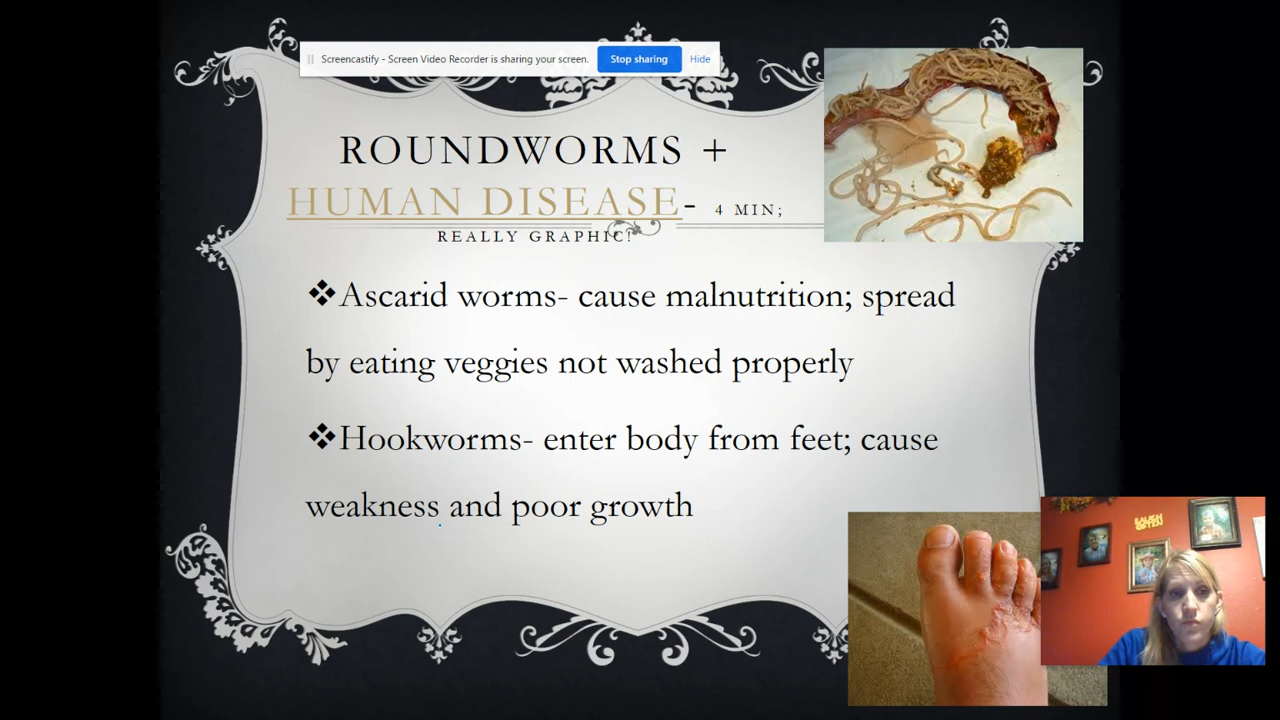 Screencastify - Screen Video Recorder is sharing your screen. Stop sharing Hide
ROUNDWORMS +
HUMAN DISEASE- 4 MIN;
REALLY GRAPHIC!
❖Ascarid worms- cause malnutrition; spread
by eating veggies not washed properly
❖Hookworms- enter body from feet; cause
weakness and poor growth
LAUGH
OFTEN